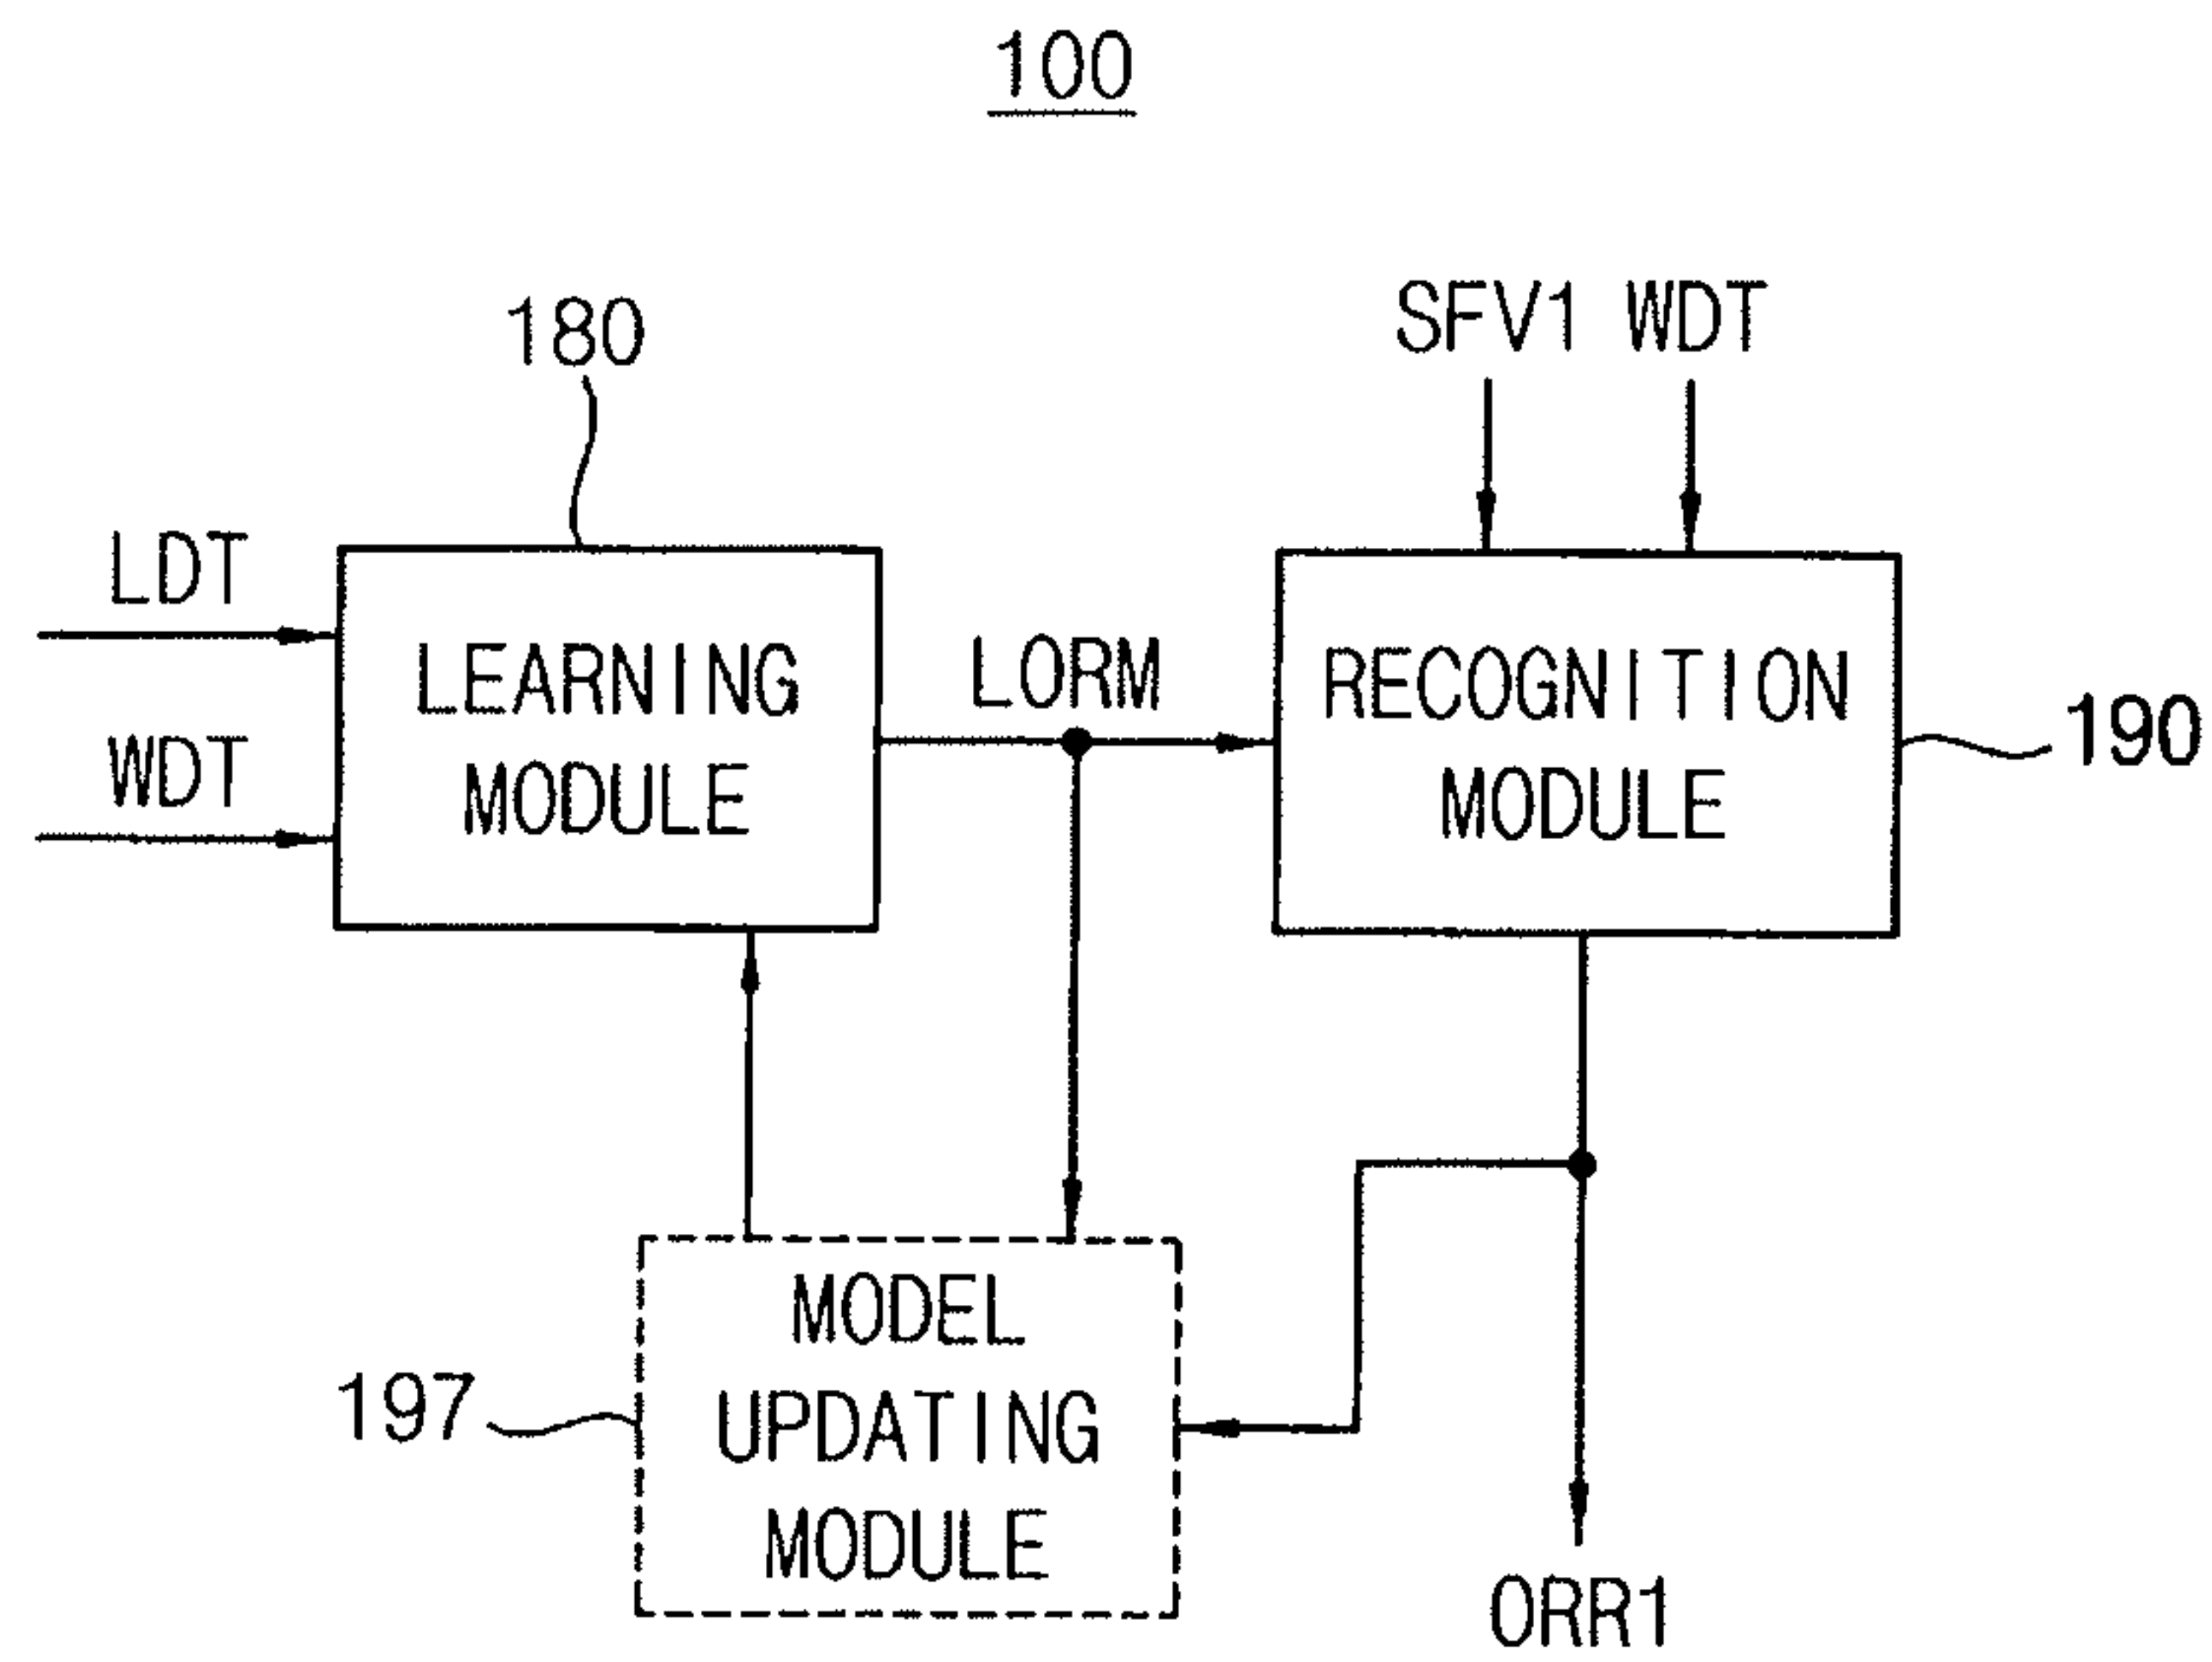 100
180
SFV1 WDT
LDT
WDT
LEARNING
MODULE
LORM
RECOGNITION
MODULE
190
MODEL
UPDATING
MODULE
197
ORR1